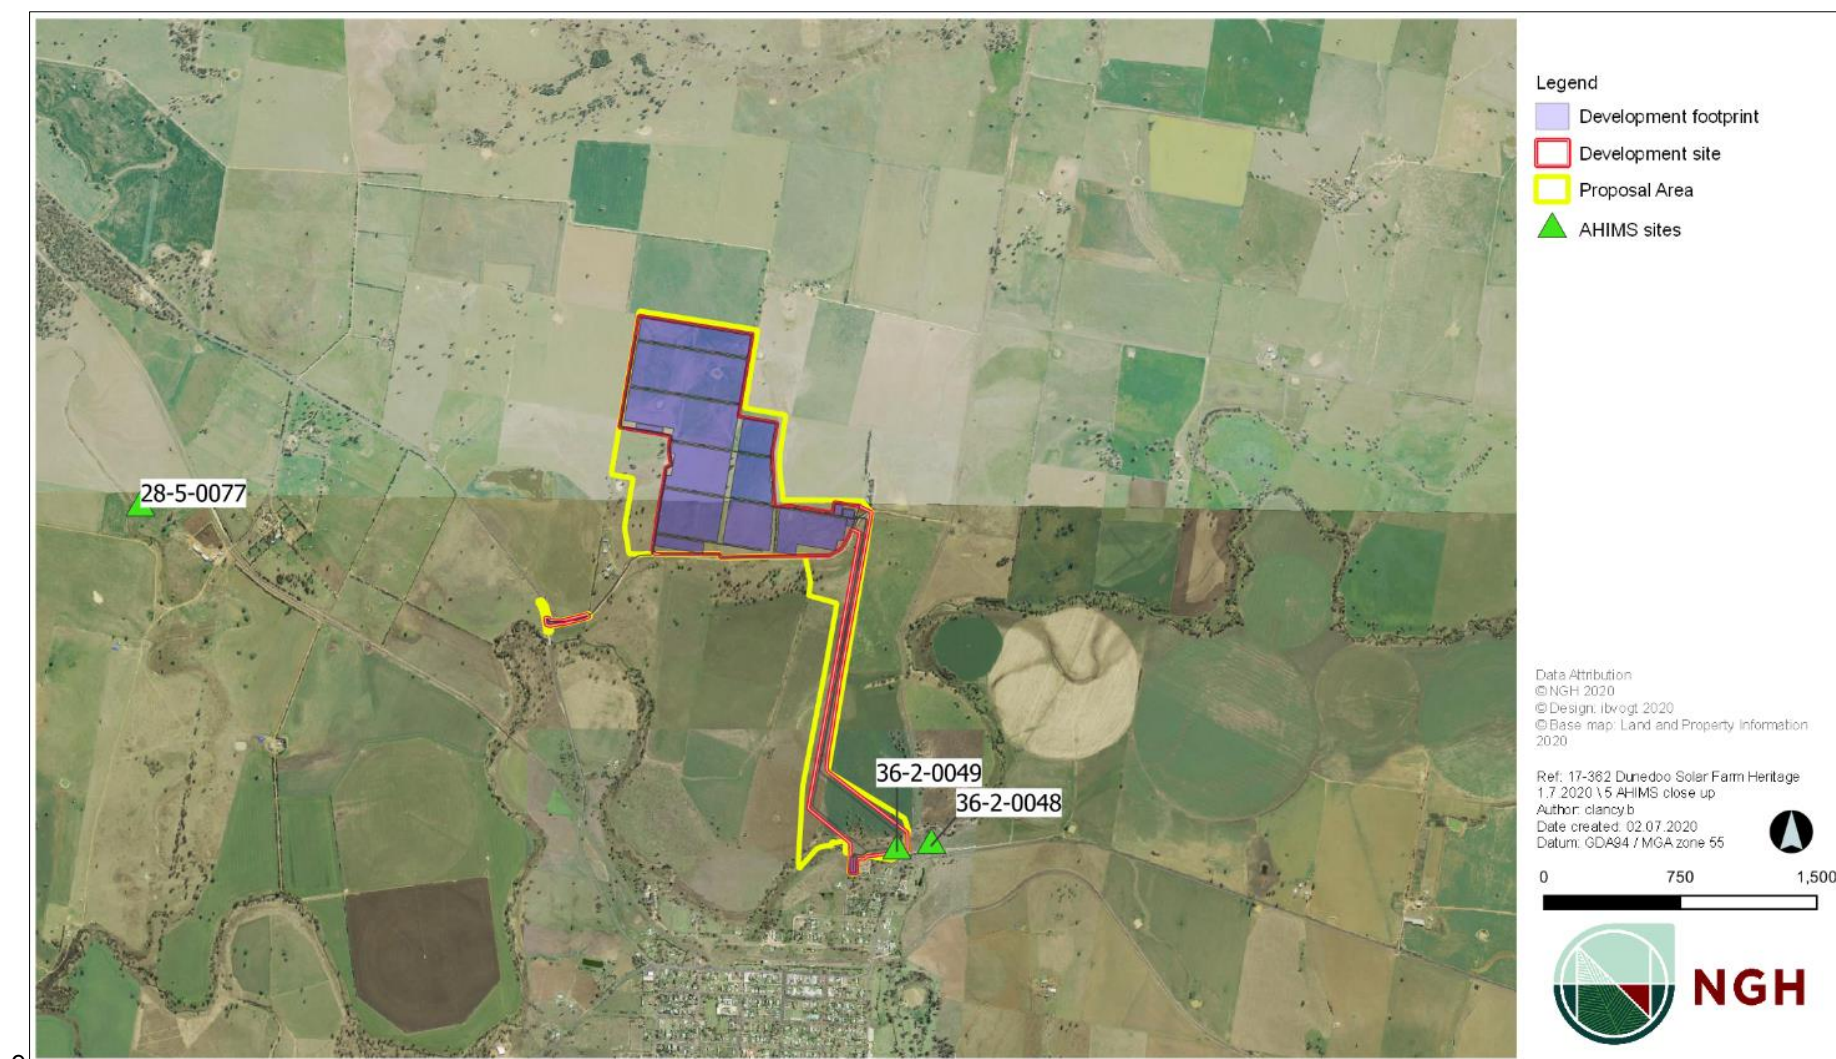 Legend
Development footprint
Development site
Proposal Area
AHIMS sites
28-5-0077
36-2-0049
36-2-0048
Data Attribution
© NGH 2020
© Design: ibvogt 2020
© Base map: Land and Property Information
2020
Ref: 17-362 Dunedoo Solar Farm Heritage
1.7.2020 \ 5 AHIMS close up
Author: clancy.b
Date created: 02.07.2020
Datum: GDA94 / MGA zone 55
0 750 1,500
NGH